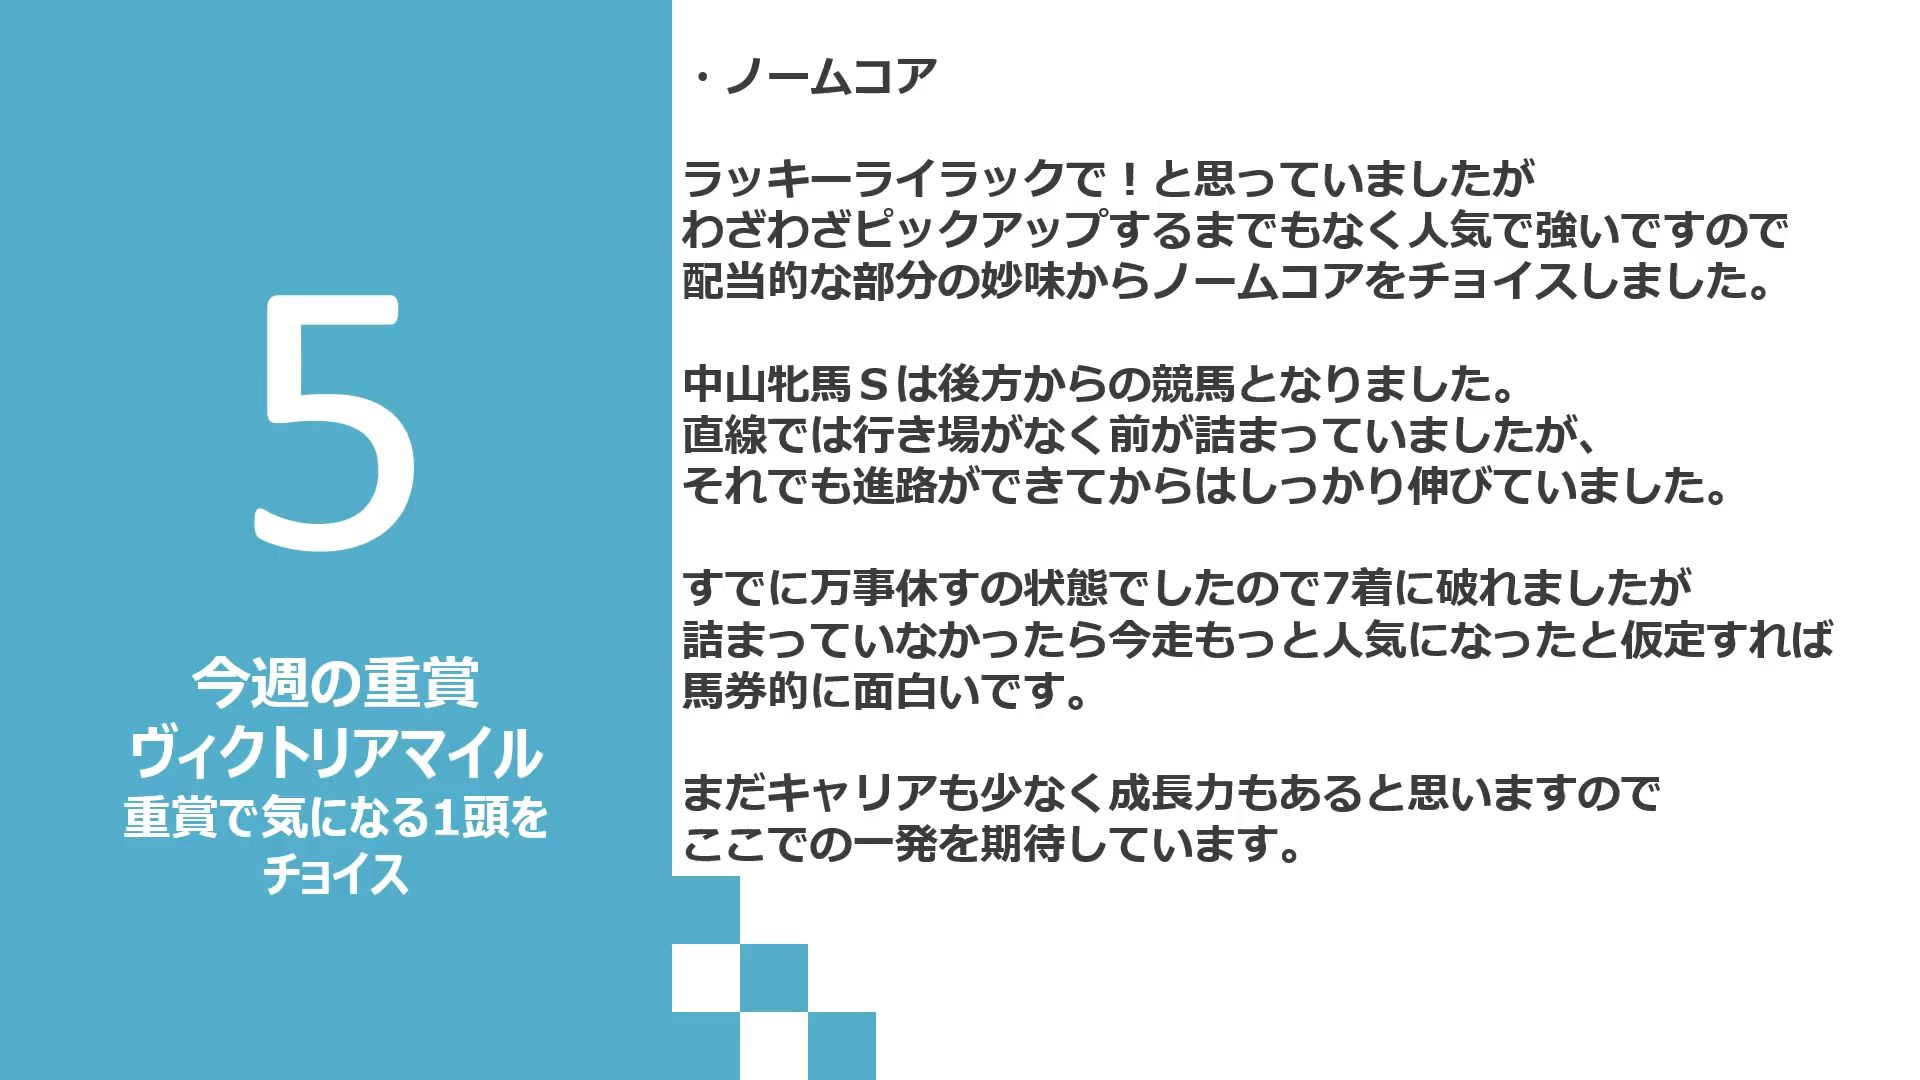 5
今週の重賞
ヴィクトリアマイル
重賞で気になる1頭を
チョイス
・ノームコア
ラッキーライラックで！と思っていましたが
わざわざピックアップするまでもなく人気で強いですので
配当的な部分の妙味からノームコアをチョイスしました。
中山牝馬Ｓは後方からの競馬となりました。
直線では行き場がなく前が詰まっていましたが、
それでも進路ができてからはしっかり伸びていました。
すでに万事休すの状態でしたので7着に破れましたが
詰まっていなかったら今走もっと人気になったと仮定すれば
馬券的に面白いです。
まだキャリアも少なく成長力もあると思いますので
ここでの一発を期待しています。